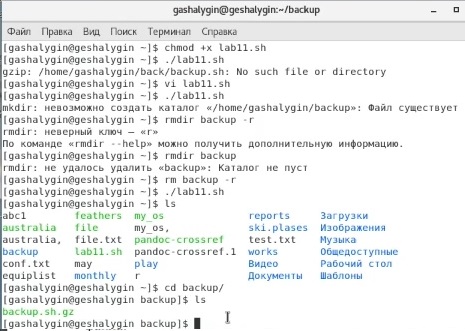 gashalygin@geshalygin:~/backup
Файл Правка Вид Поиск Терминал Справка
[gashalygin@geshalygin ~]$ chmod +x lab11.sh
[gashalygin@geshalygin ~]$ ./lab11.sh
gzip: /home/gashalygin/back/backup.sh: No such file or directory
[gashalygin@geshalygin ~]$ vi lab11.sh
[gashalygin@geshalygin ~]$ ./lab11.sh
mkdir: невозможно создать каталог «/home/gashalygin/backup»: Файл существует
[gashalygin@geshalygin ~]$ rmdir backup -r
rmdir: неверный ключ — «r»
По команде «rmdir --help» можно получить дополнительную информацию.
[gashalygin@geshalygin ~]$ rmdir backup
rmdir: не удалось удалить «backup»: Каталог не пуст
[gashalygin@geshalygin ~]$ rm backup -r
[gashalygin@geshalygin ~]$ ./lab11.sh
[gashalygin@geshalygin ~]$ ls
abc1 feathers my_os reports Загрузки
australia file my_os, ski.plases Изображения
australia, file.txt pandoc-crossref test.txt Музыка
backup lab11.sh pandoc-crossref.1 works Общедоступные
conf.txt may play Видео Рабочий стол
equiplist monthly r Документы Шаблоны
[gashalygin@geshalygin ~]$ cd backup/
[gashalygin@geshalygin backup]$ ls
backup.sh.gz
[gashalygin@geshalygin backup]$